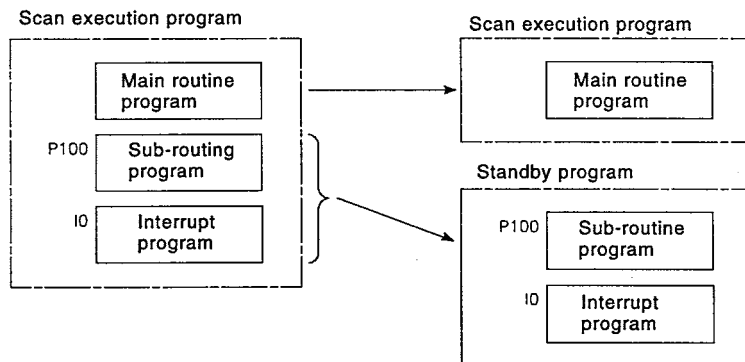 Scan execution program
Main routine
program
P100
Sub-routing
program
I0
Interrupt
program
Scan execution program
Main routine
program
Standby program
P100
Sub-routine
program
I0
Interrupt
program